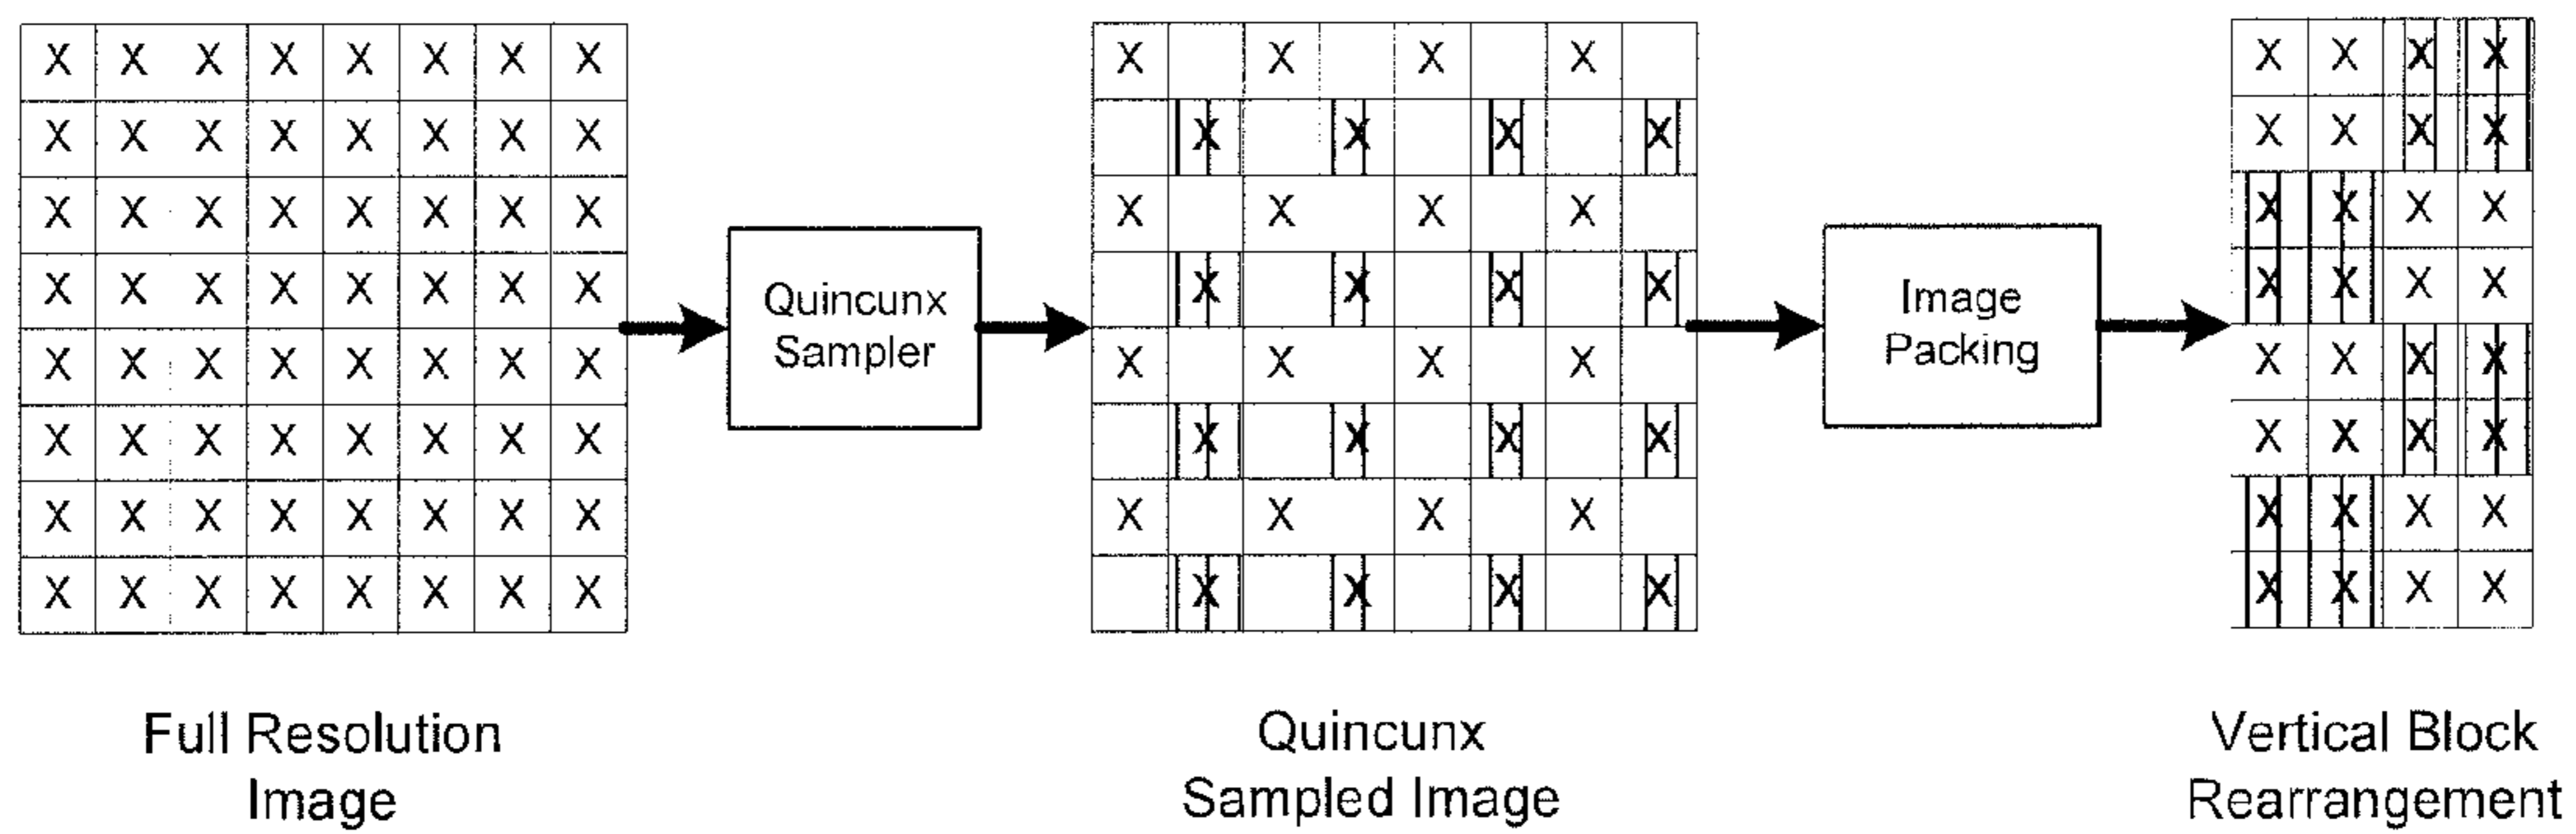 X X X X X X X X
X X X X X X X X
X X X X X X X X
X X X X X X X X
X X X X X X X X
X X X X X X X X
X X X X X X X X
X X X X X X X X
Full Resolution
Image
Quincunx
Sampler
X X X X
X X X X
X X X X
X X X X
X X X X
X X X X
X X X X
X X X X
Quincunx
Sampled Image
Image
Packing
X X X X
X X X X
X X X X
X X X X
X X X X
X X X X
X X X X
X X X X
Vertical Block
Rearrangement